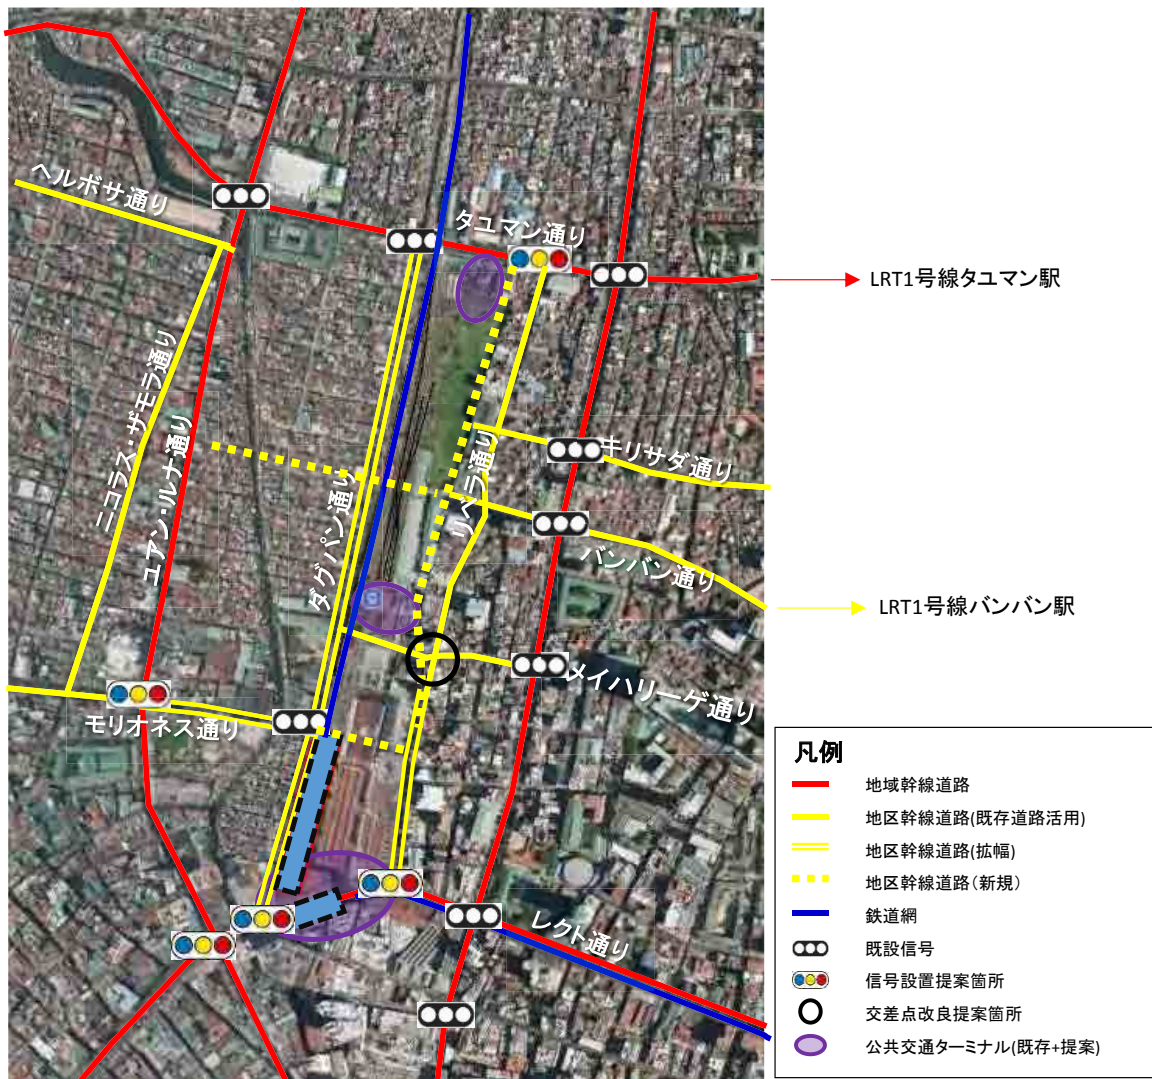 ヘルボサ通り
タユマン通り
LRT1号線タユマン駅
ニコラス・ザモラ通り
ユアン・ルナ通り
ダグパン通り
リベラ通り
キリサダ通り
バンバン通り
LRT1号線バンバン駅
メイハリーゲ通り
モリオネス通り
レクト通り
凡例
地域幹線道路
地区幹線道路(既存道路活用)
地区幹線道路(拡幅)
地区幹線道路(新規)
鉄道網
既設信号
信号設置提案箇所
交差点改良提案箇所
公共交通ターミナル(既存+提案)